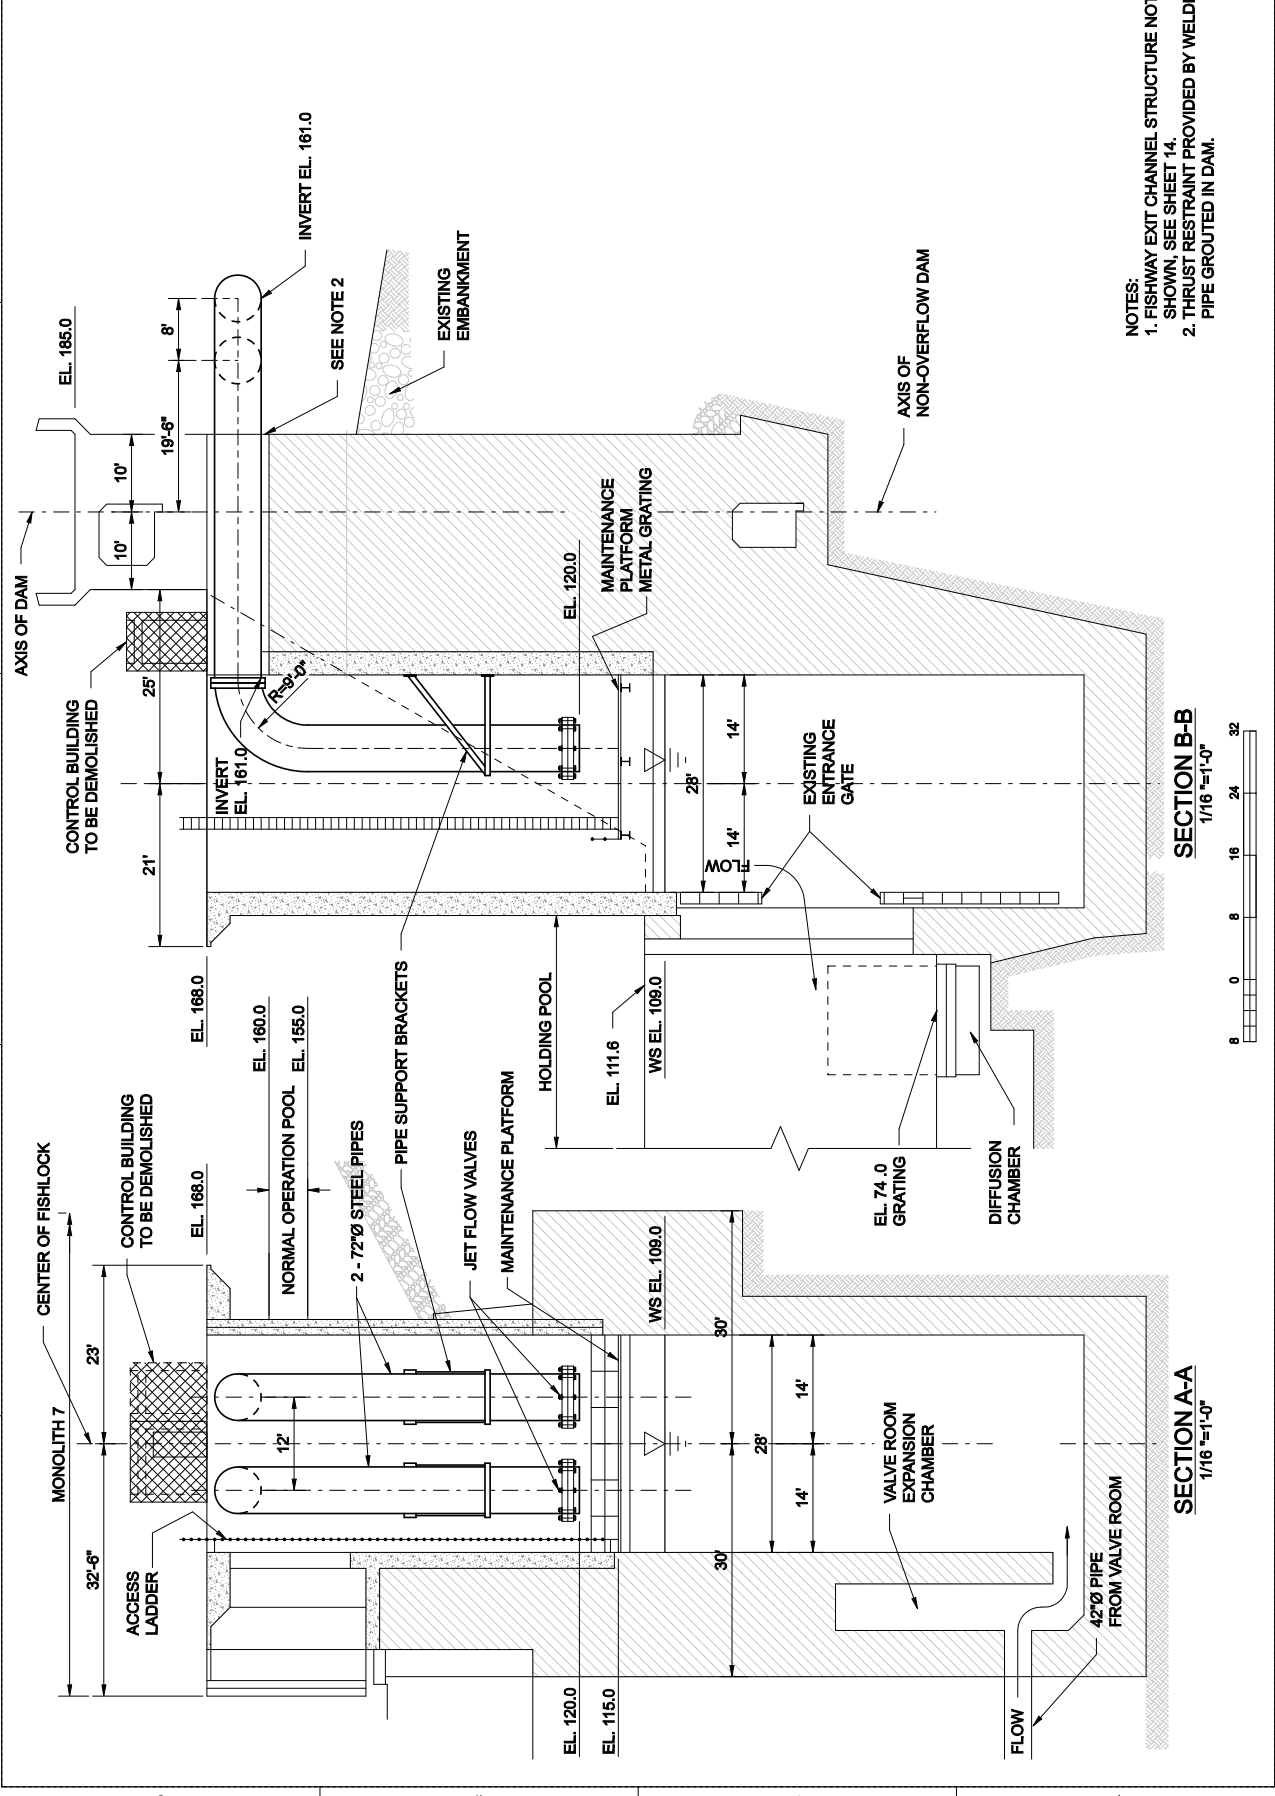 MONOLITH 7
CENTER OF FISHLOCK
32'-6"
23'
CONTROL BUILDING
TO BE DEMOLISHED
ACCESS
LADDER
EL. 168.0
EL. 160.0
NORMAL OPERATION POOL
EL. 155.0
2 - 72"Ø STEEL PIPES
12'
PIPE SUPPORT BRACKETS
JET FLOW VALVES
MAINTENANCE PLATFORM
EL. 120.0
EL. 115.0
WS EL. 109.0
30'
30'
28'
14'
14'
VALVE ROOM
EXPANSION
CHAMBER
FLOW
42"Ø PIPE
FROM VALVE ROOM
SECTION A-A
1/16 "=1'-0"
AXIS OF DAM
EL. 185.0
CONTROL BUILDING
TO BE DEMOLISHED
21'
25'
10'
10'
19'-6"
8'
INVERT EL. 161.0
SEE NOTE 2
EXISTING
EMBANKMENT
EL. 168.0
INVERT
EL. 161.0
R=9'-0"
EL. 120.0
MAINTENANCE
PLATFORM
METAL GRATING
HOLDING POOL
EL. 111.6
WS EL. 109.0
28'
14'
14'
FLOW
EXISTING
ENTRANCE
GATE
AXIS OF
NON-OVERFLOW DAM
EL. 74.0
GRATING
DIFFUSION
CHAMBER
SECTION B-B
1/16 "=1'-0"
8 0 8 16 24 32
NOTES:
1. FISHWAY EXIT CHANNEL STRUCTURE NOT
SHOWN, SEE SHEET 14.
2. THRUST RESTRAINT PROVIDED BY
PIPE GROUTED IN DAM.